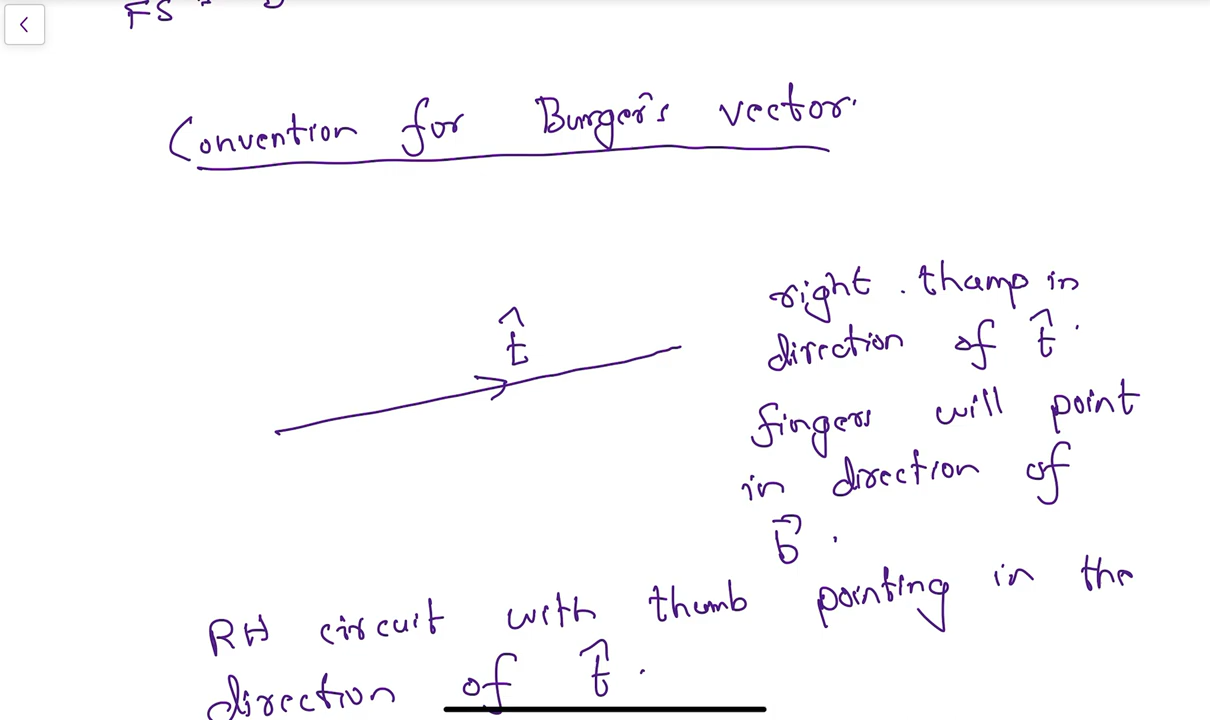 FS
Convention for Burger's vector.
t̂
right . thamp in
direction of t̂ .
fingers will point
in direction of
b⃗ .
RH circuit with thumb pointing in the
direction of t̂ .